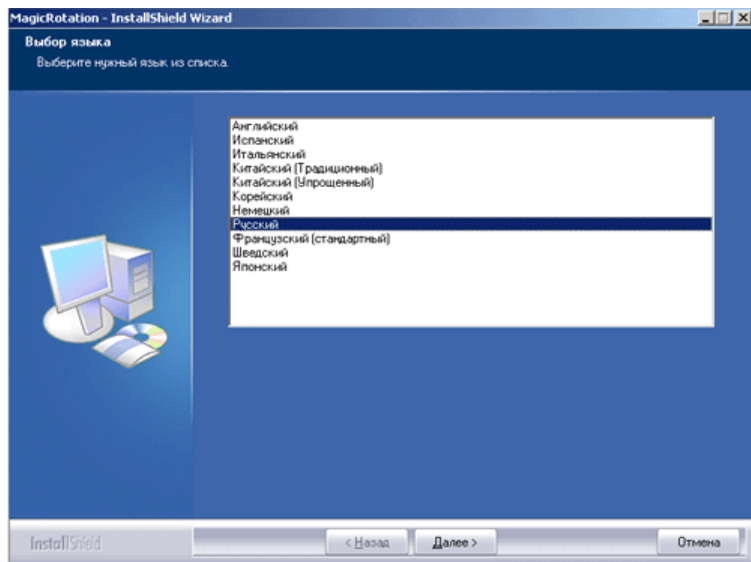 MagicRotation - InstallShield Wizard
Выбор языка
Выберите нужный язык из списка.
Английский
Испанский
Итальянский
Китайский (Традиционный)
Китайский (Упрощенный)
Корейский
Немецкий
Русский
Французский (стандартный)
Шведский
Японский
InstallShield
< Назад
Далее >
Отмена